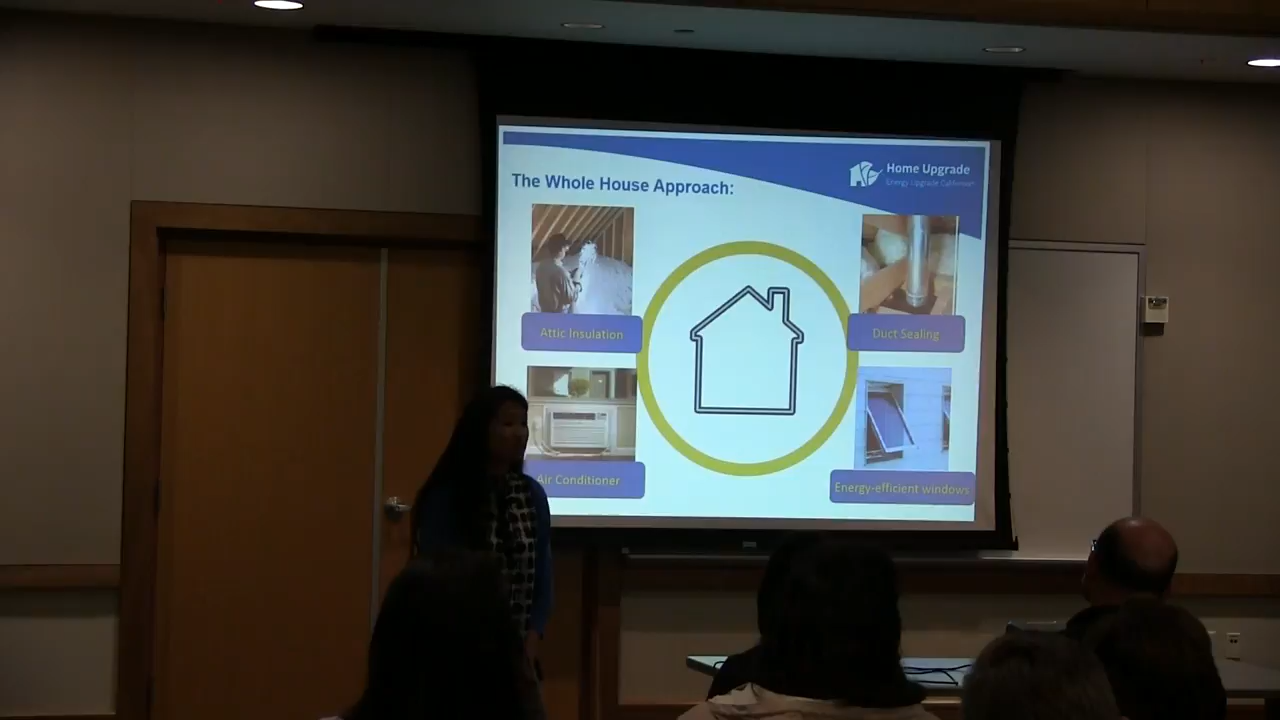 Home Upgrade
Energy Upgrade California
The Whole House Approach:
Attic Insulation
Duct Sealing
Air Conditioner
Energy-efficient windows